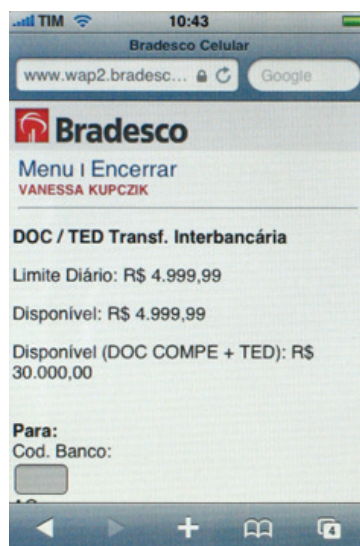 TIM 10:43
Bradesco Celular
www.wap2.bradesc... Google
Bradesco
Menu I Encerrar
VANESSA KUPCZIK
DOC / TED Transf. Interbancária
Limite Diário: R$ 4.999,99
Disponível: R$ 4.999,99
Disponível (DOC COMPE + TED): R$
30.000,00
Para:
Cod. Banco:
4